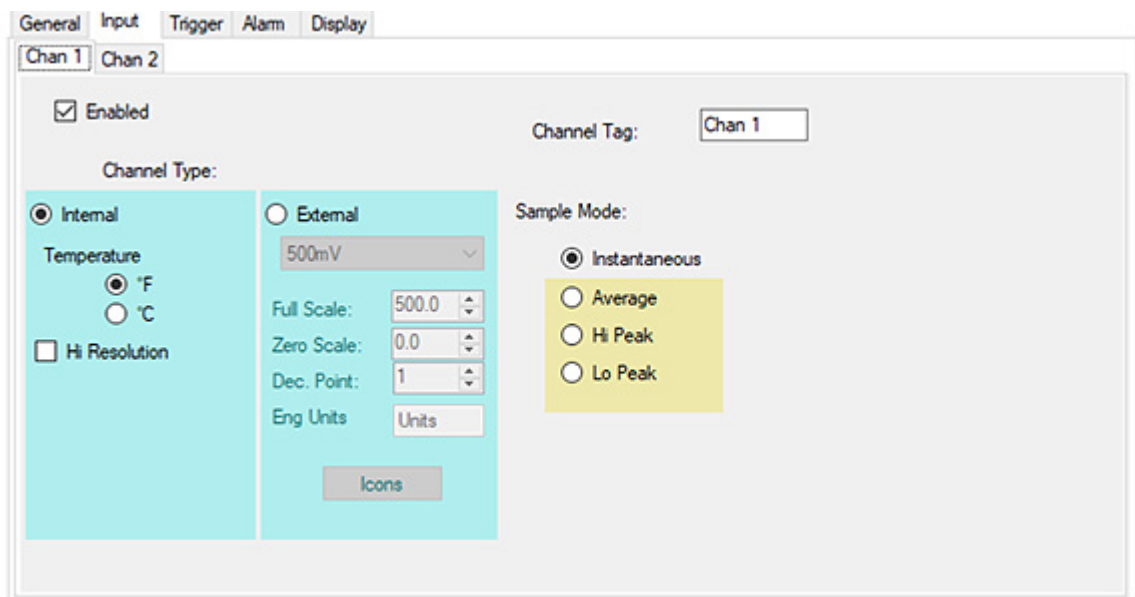 General Input Trigger Alarm Display
Chan 1 Chan 2
Enabled
Channel Tag: Chan 1
Channel Type:
Internal
Temperature
°F
°C
Hi Resolution
External
500mV
Full Scale: 500.0
Zero Scale: 0.0
Dec. Point: 1
Eng Units Units
Icons
Sample Mode:
Instantaneous
Average
Hi Peak
Lo Peak